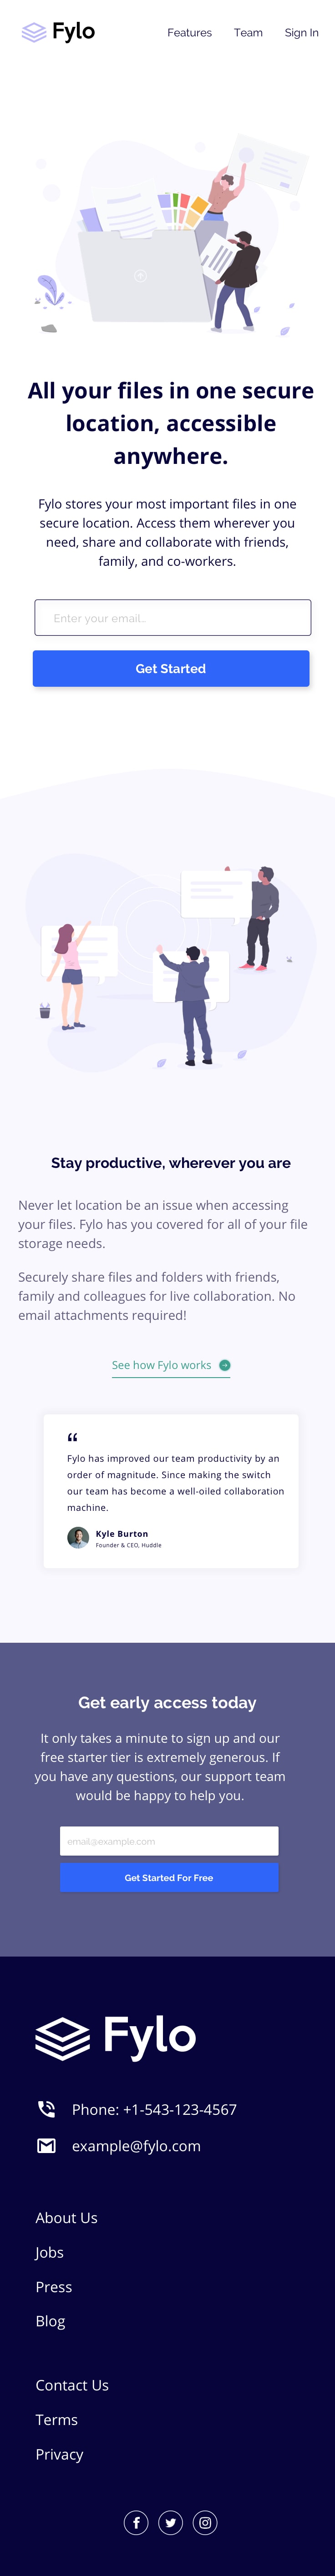 Fylo
Features Team Sign In
All your files in one secure
location, accessible
anywhere.
Fylo stores your most important files in one
secure location. Access them wherever you
need, share and collaborate with friends,
family, and co-workers.
Enter your email...
Get Started
Stay productive, wherever you are
Never let location be an issue when accessing
your files. Fylo has you covered for all of your file
storage needs.
Securely share files and folders with friends,
family and colleagues for live collaboration. No
email attachments required!
See how Fylo works
“
Fylo has improved our team productivity by an
order of magnitude. Since making the switch
our team has become a well-oiled collaboration
machine.
Kyle Burton
Founder & CEO, Huddle
Get early access today
It only takes a minute to sign up and our
free starter tier is extremely generous. If
you have any questions, our support team
would be happy to help you.
email@example.com
Get Started For Free
Fylo
Phone: +1-543-123-4567
example@fylo.com
About Us
Jobs
Press
Blog
Contact Us
Terms
Privacy